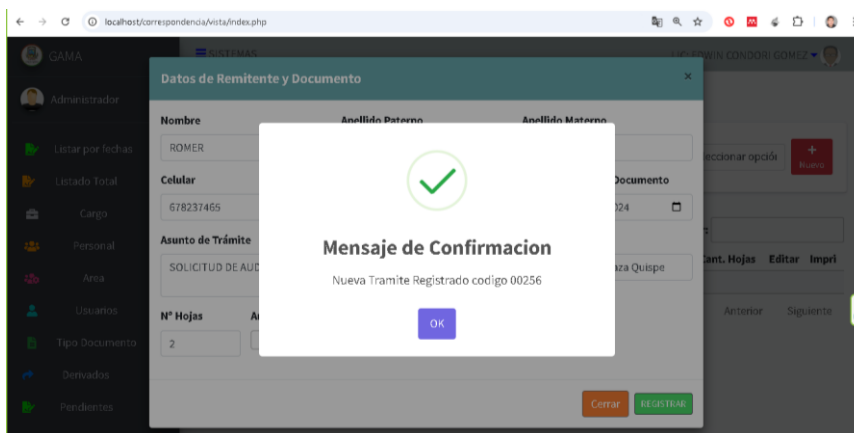 localhost/correspondencia/vista/index.php
GAMA
SISTEMAS
EDWIN CONDORI GOMEZ
Administrador
Datos de Remitente y Documento ×
Nombre Apellido Paterno Apellido Materno
ROMER
Listar por fechas
Listado Total
Cargo
Personal
Area
Usuarios
Tipo Documento
Derivados
Pendientes
eccionar opció
+
Nuevo
Celular Documento
678237465 024
Asunto de Trámite
SOLICITUD DE AUD aza Quispe
Mensaje de Confirmacion
Nueva Tramite Registrado codigo 00256
OK
N° Hojas A
2
Cant. Hojas Editar Impri
Anterior Siguiente
Cerrar REGISTRAR